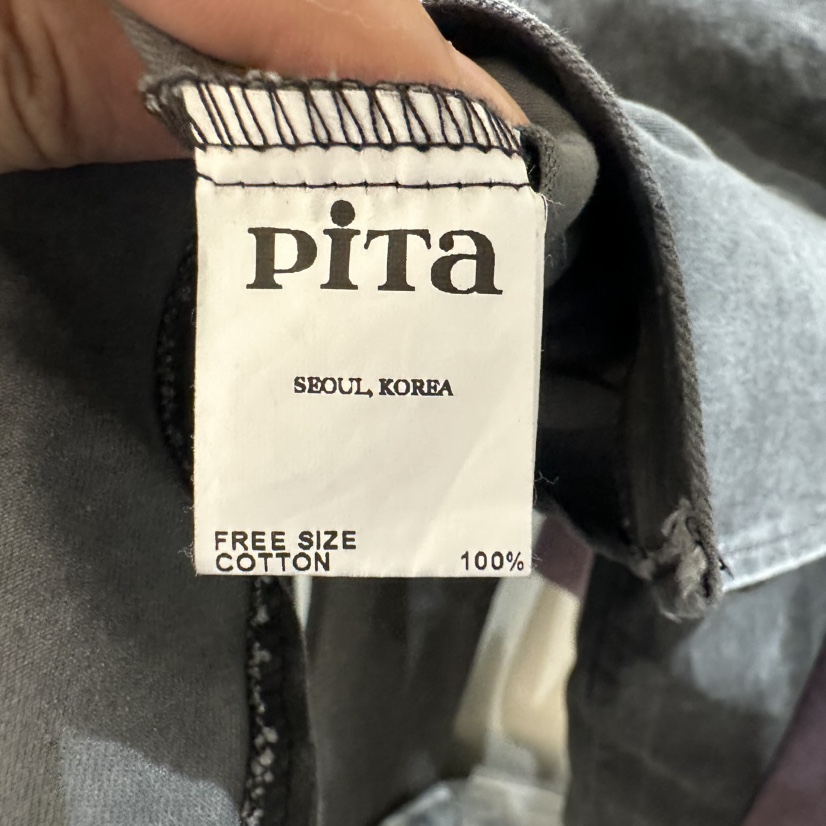 PiTa
SEOUL, KOREA
FREE SIZE
COTTON 100%